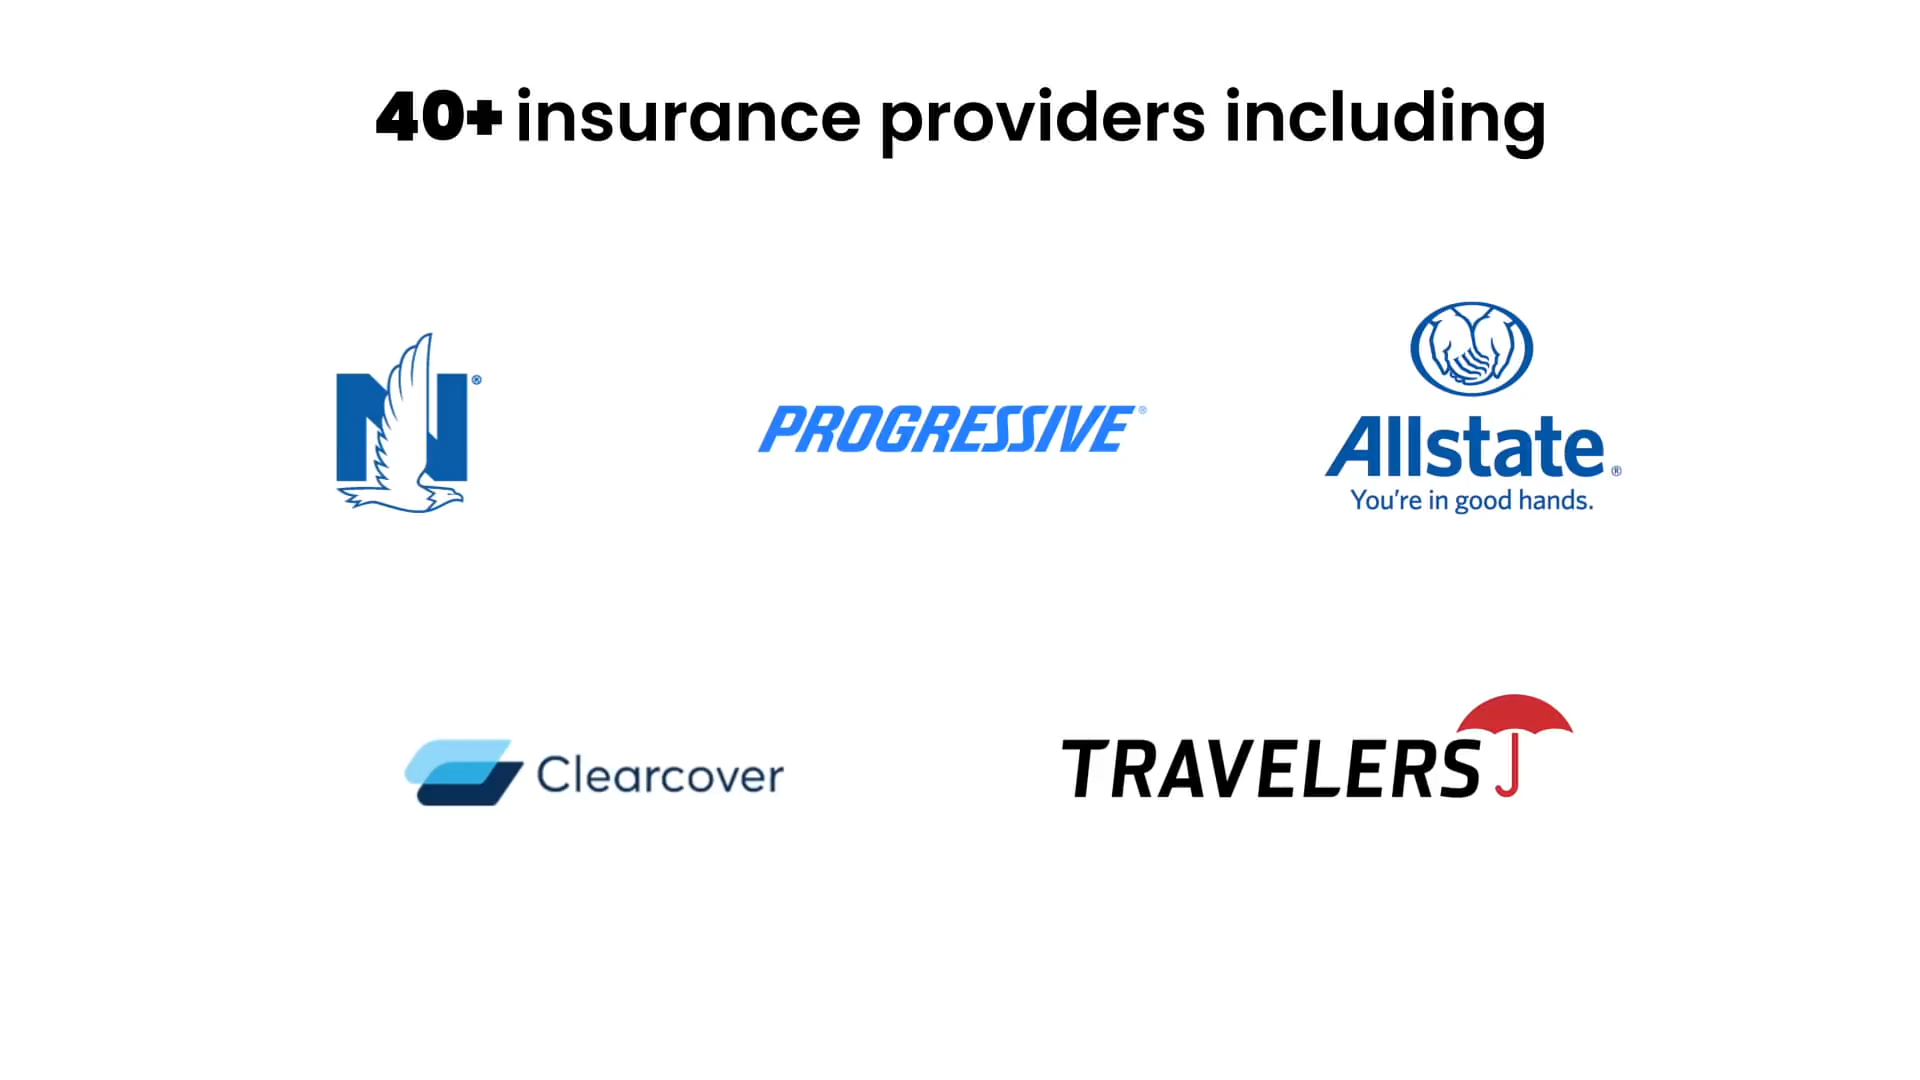 40+ insurance providers including
N®
PROGRESSIVE®
Allstate®
You're in good hands.
Clearcover
TRAVELERS